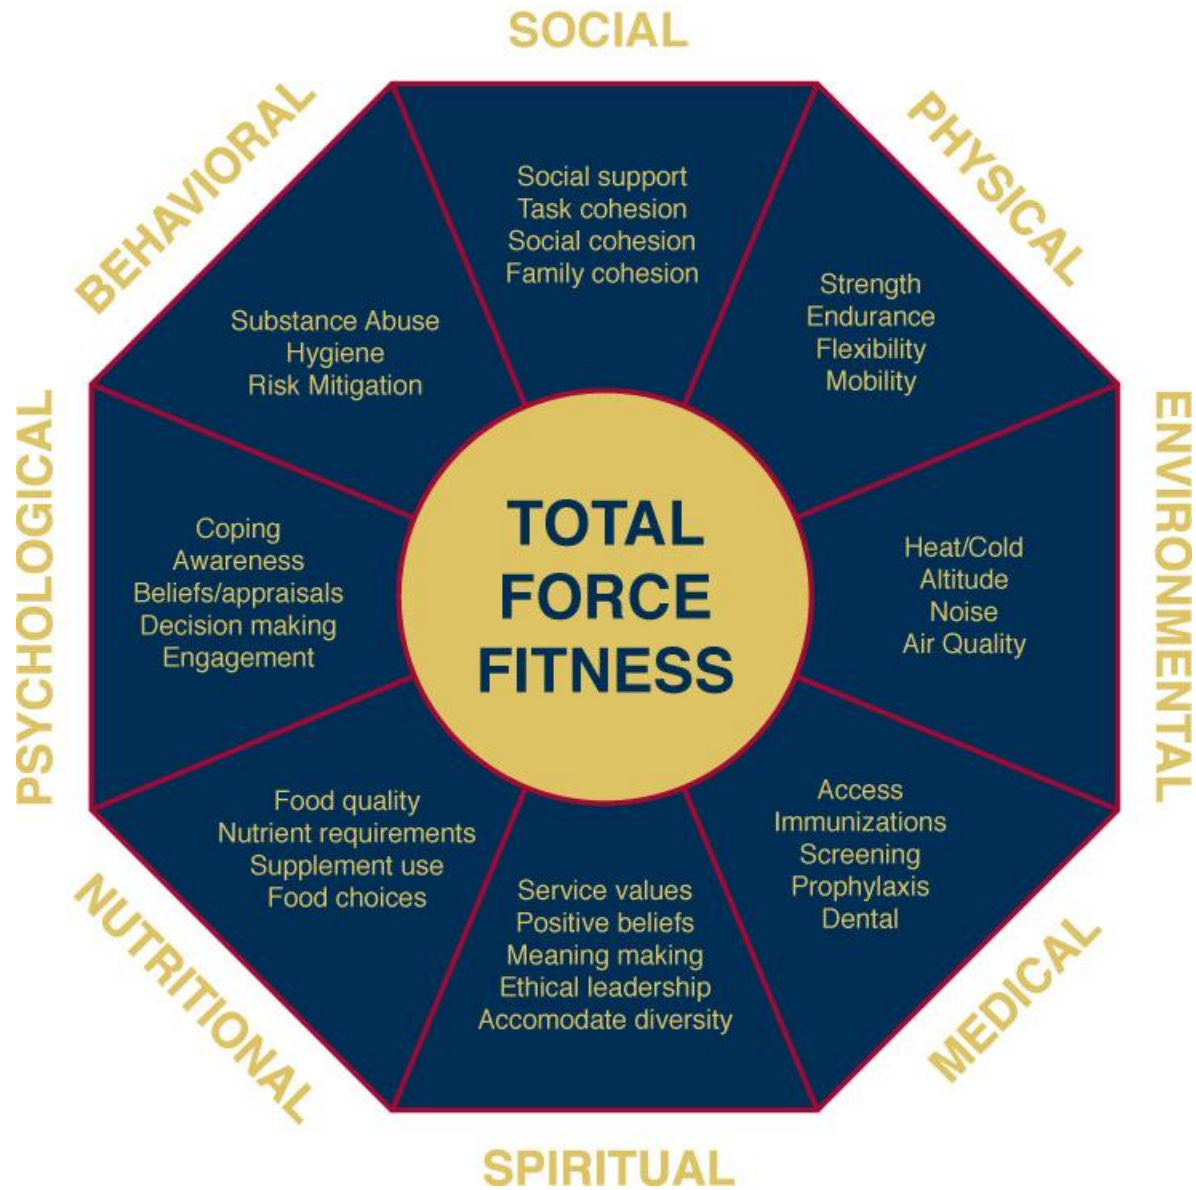 SOCIAL
Social support
Task cohesion
Social cohesion
Family cohesion
PHYSICAL
Strength
Endurance
Flexibility
Mobility
ENVIRONMENTAL
Heat/Cold
Altitude
Noise
Air Quality
MEDICAL
Access
Immunizations
Screening
Prophylaxis
Dental
SPIRITUAL
Service values
Positive beliefs
Meaning making
Ethical leadership
Accomodate diversity
NUTRITIONAL
Food quality
Nutrient requirements
Supplement use
Food choices
PSYCHOLOGICAL
Coping
Awareness
Beliefs/appraisals
Decision making
Engagement
BEHAVIORAL
Substance Abuse
Hygiene
Risk Mitigation
TOTAL
FORCE
FITNESS